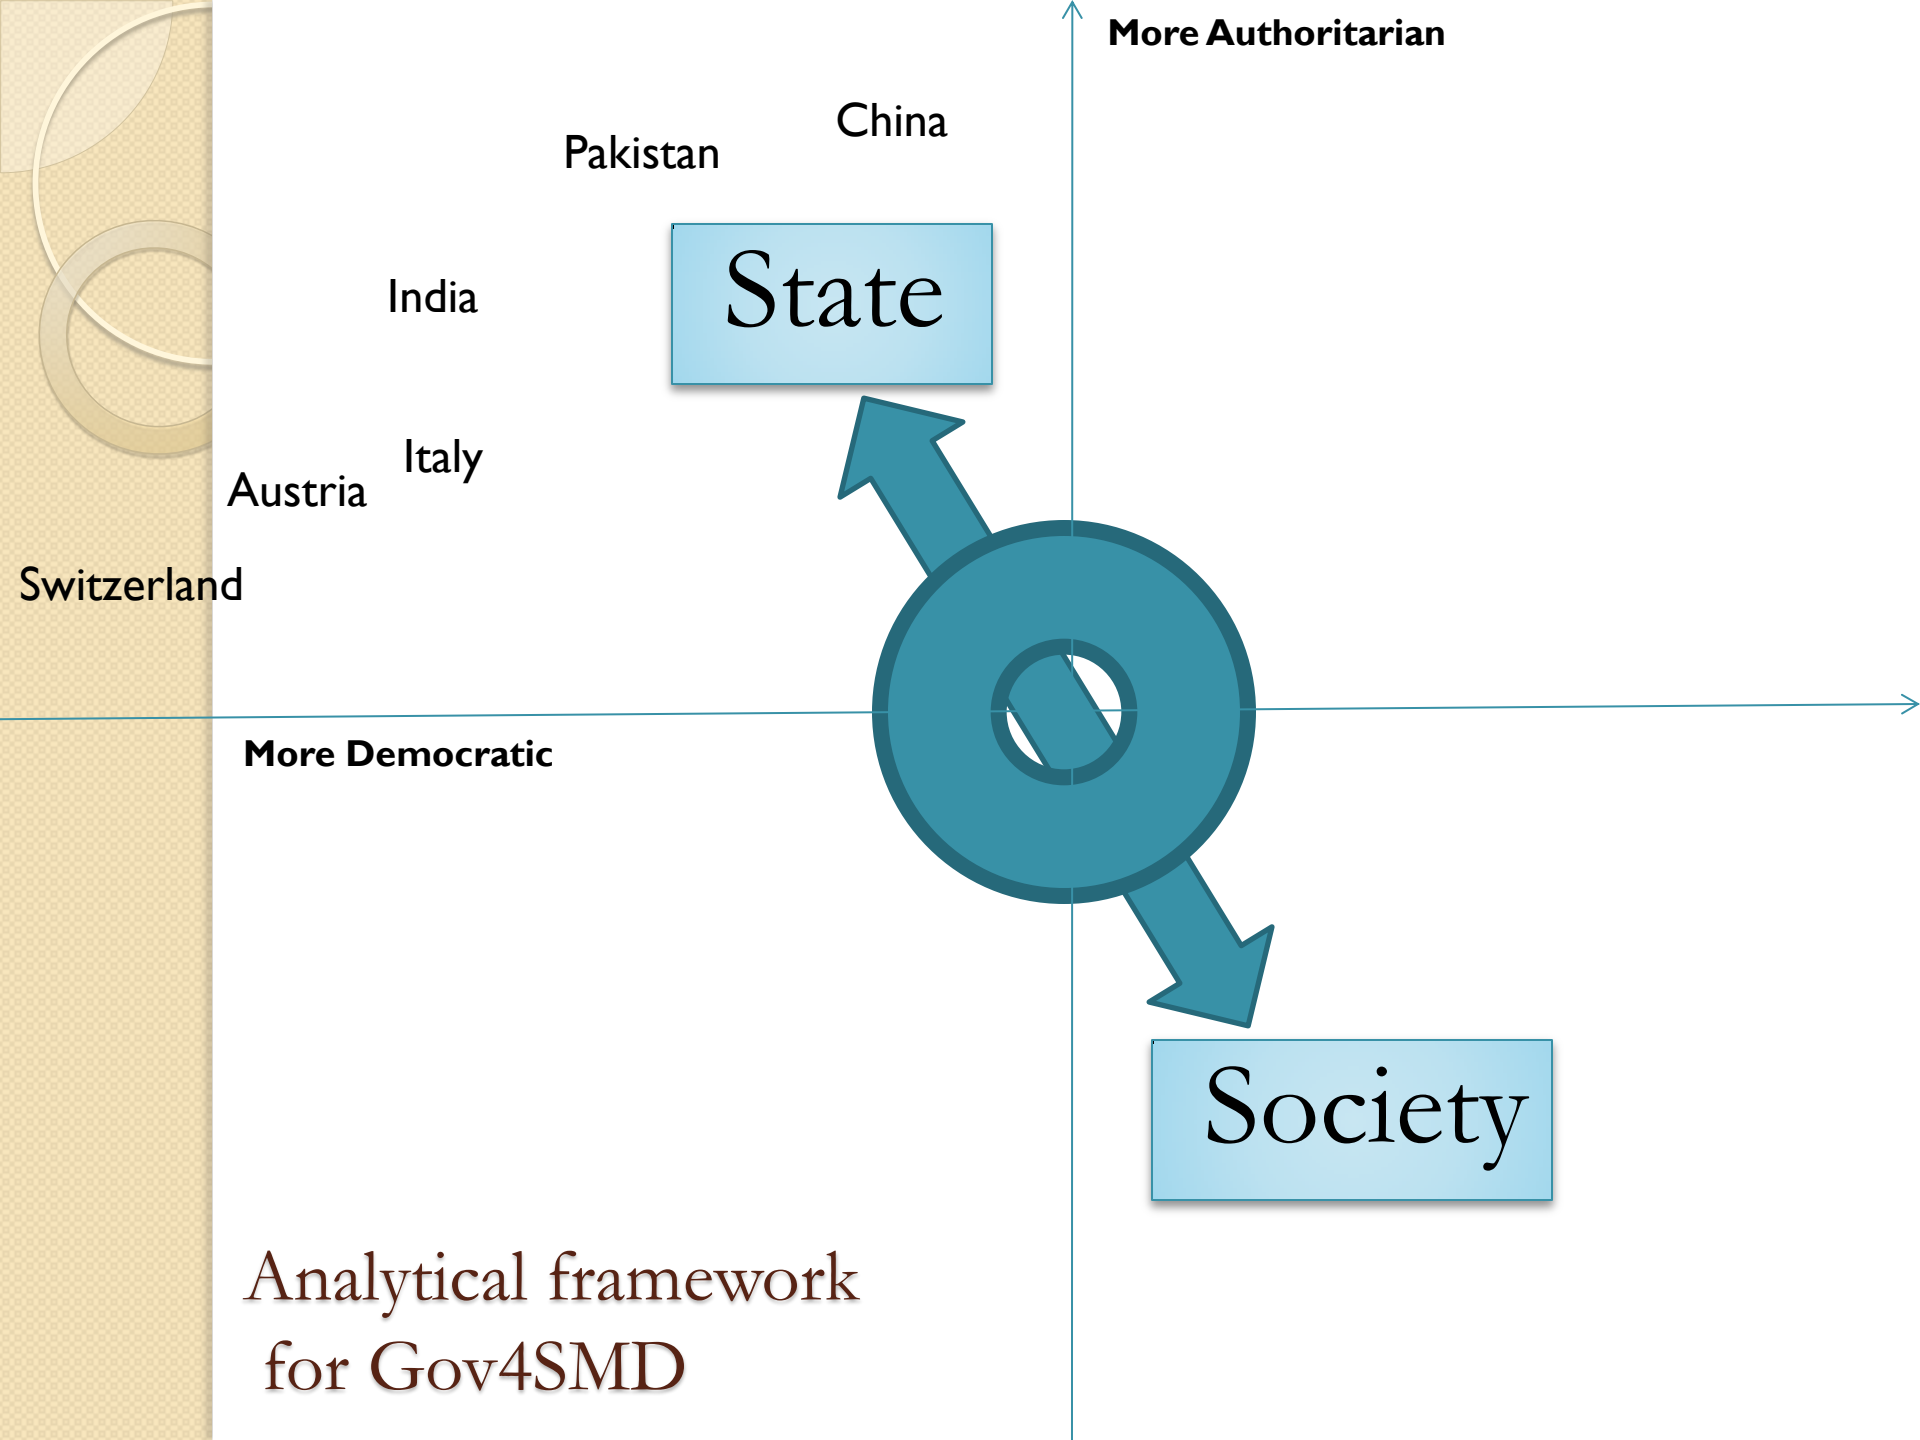 More Authoritarian
China
Pakistan
State
India
Italy
Austria
Switzerland
More Democratic
Society
Analytical framework
for Gov4SMD